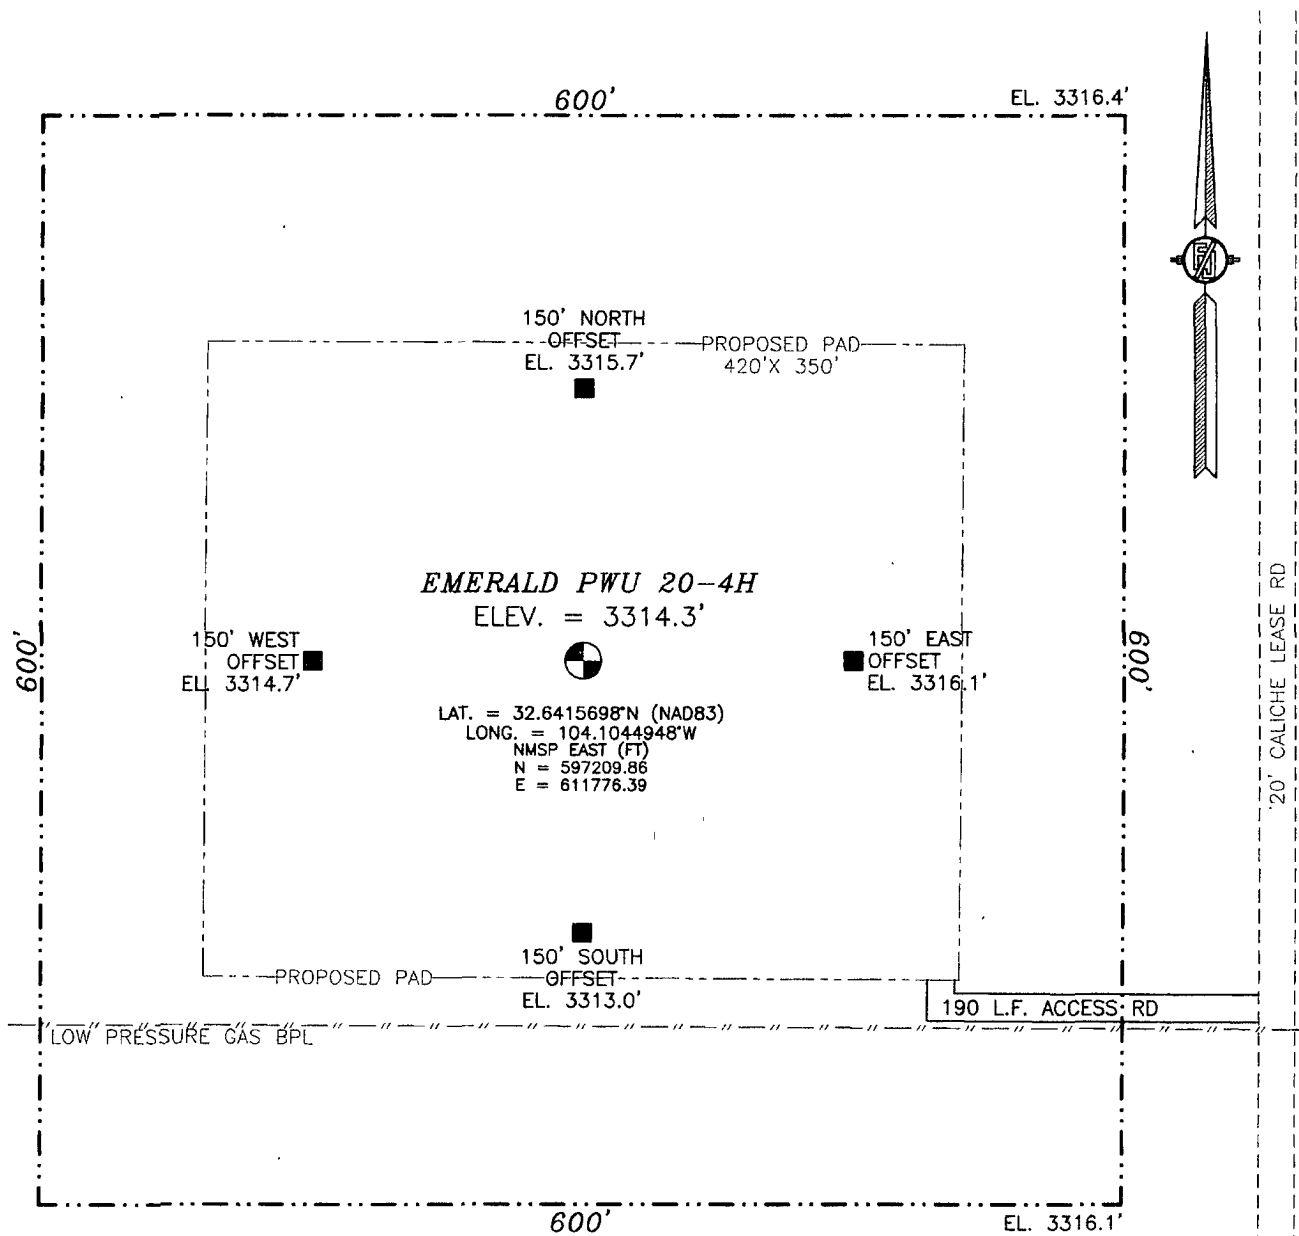 600'
EL. 3316.4'
150' NORTH
OFFSET
EL. 3315.7'
PROPOSED PAD
420'X 350'
EMERALD PWU 20-4H
ELEV. = 3314.3'
150' WEST
OFFSET
EL. 3314.7'
150' EAST
OFFSET
EL. 3316.1'
600'
600'
LAT. = 32.6415698°N (NAD83)
LONG. = 104.1044948°W
NMSP EAST (FT)
N = 597209.86
E = 611776.39
20' CALICHE LEASE RD
150' SOUTH
OFFSET
EL. 3313.0'
PROPOSED PAD
190 L.F. ACCESS RD
LOW PRESSURE GAS BPL
600'
EL. 3316.1'